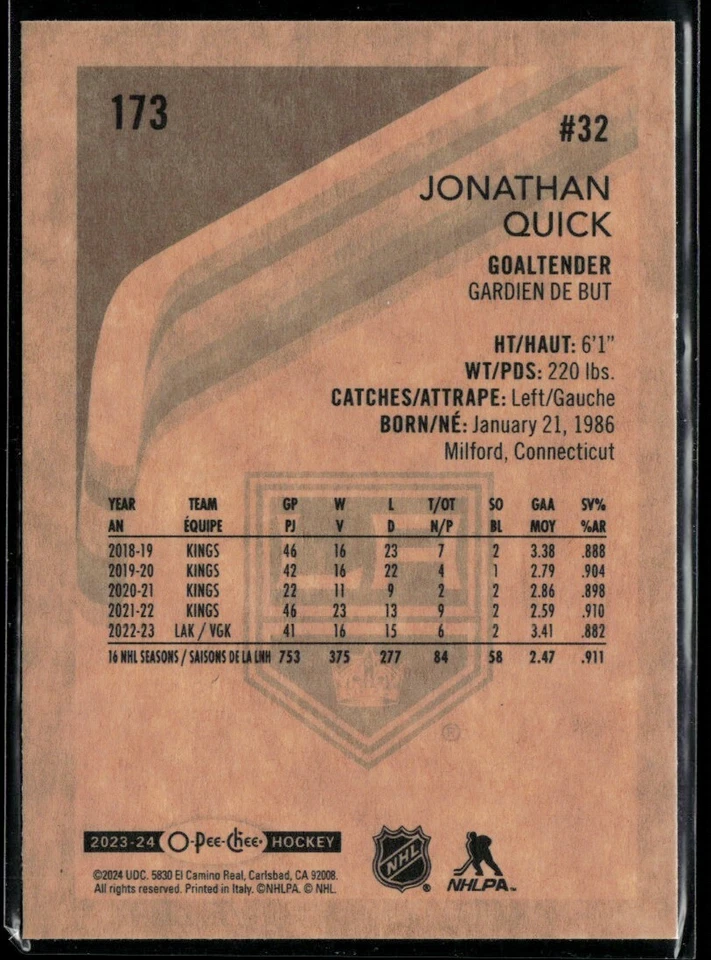 173
#32
JONATHAN
QUICK
GOALTENDER
GARDIEN DE BUT
HT/HAUT: 6'1"
WT/PDS: 220 lbs.
CATCHES/ATTRAPE: Left/Gauche
BORN/NÉ: January 21, 1986
Milford, Connecticut
YEAR TEAM GP W L T/OT SO GAA SV%
AN ÉQUIPE PJ V D N/P BL MOY %AR
2018-19 KINGS 46 16 23 7 2 3.38 .888
2019-20 KINGS 42 16 22 4 1 2.79 .904
2020-21 KINGS 22 11 9 2 2 2.86 .898
2021-22 KINGS 46 23 13 9 2 2.59 .910
2022-23 LAK / VGK 41 16 15 6 2 3.41 .882
16 NHL SEASONS / SAISONS DE LA LNH 753 375 277 84 58 2.47 .911
LA
®
2023-24 O-Pee-Chee HOCKEY
NHL ®
NHLPA™
©2024 UDC. 5830 El Camino Real, Carlsbad, CA 92008.
All rights reserved. Printed in Italy. ©NHLPA. © NHL.